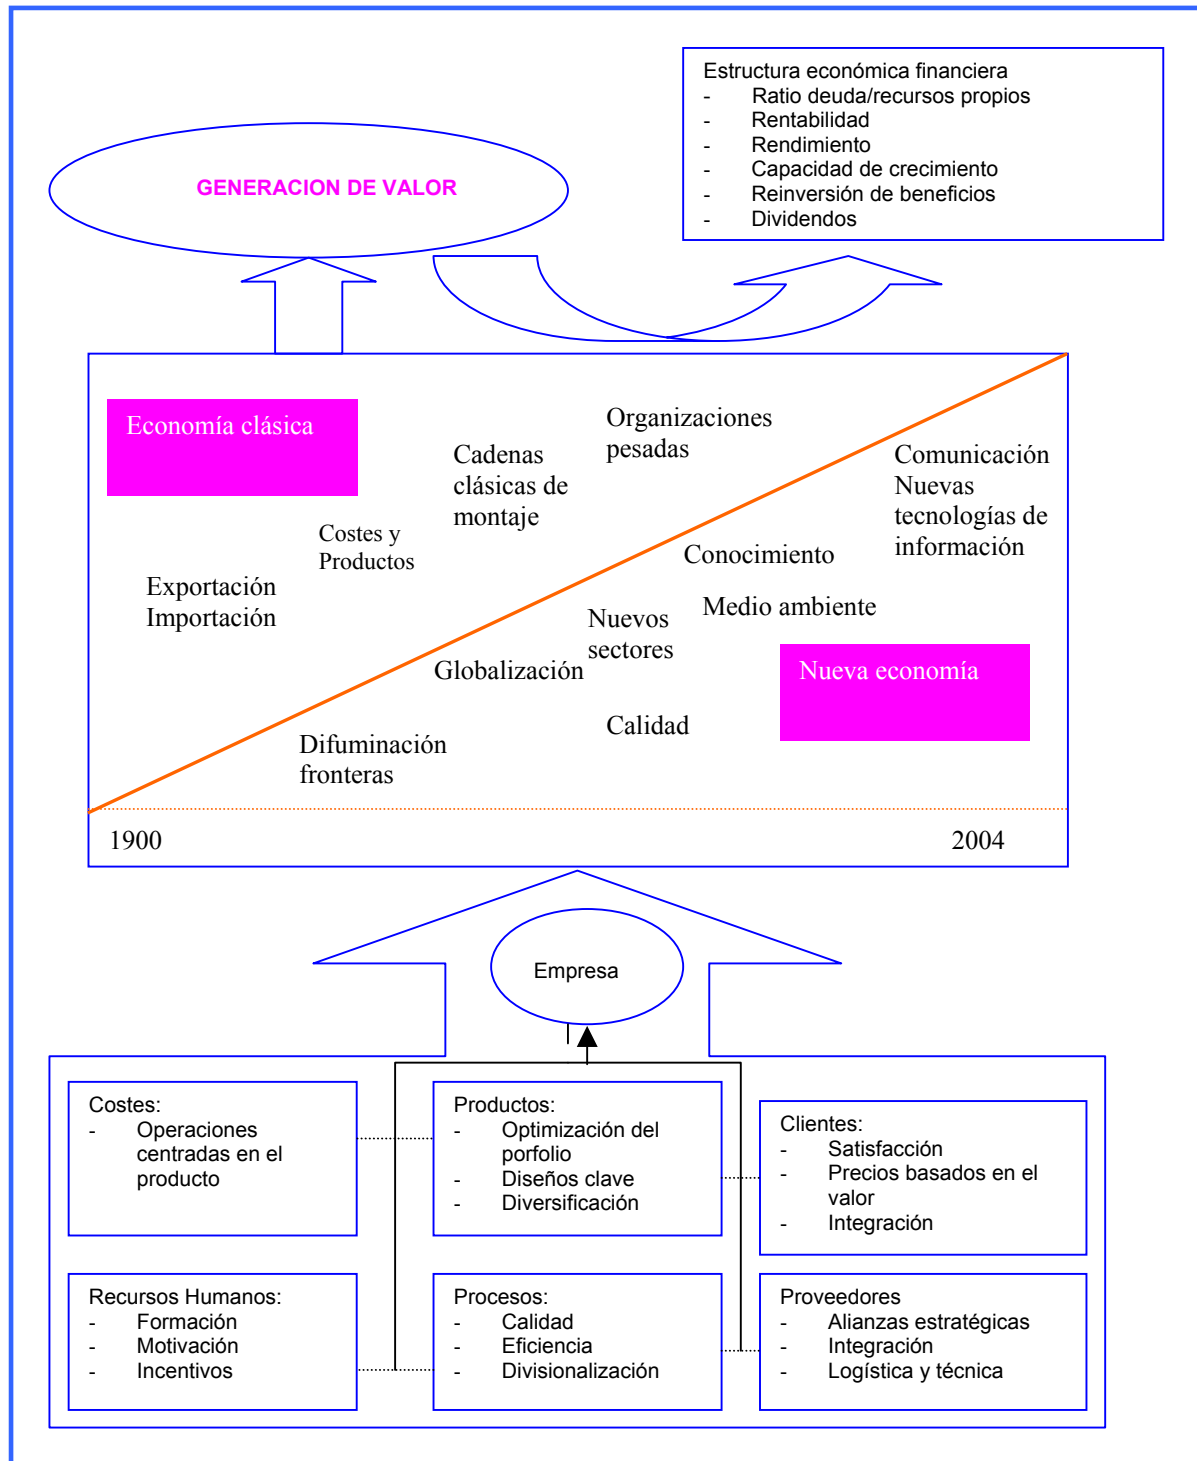 Estructura económica financiera
- Ratio deuda/recursos propios
- Rentabilidad
- Rendimiento
- Capacidad de crecimiento
- Reinversión de beneficios
- Dividendos
GENERACION DE VALOR
Economía clásica
Organizaciones
pesadas
Cadenas
clásicas de
montaje
Comunicación
Nuevas
tecnologías de
información
Costes y
Productos
Conocimiento
Exportación
Importación
Medio ambiente
Nuevos
sectores
Globalización
Nueva economía
Calidad
Difuminación
fronteras
1900
2004
Empresa
Costes:
- Operaciones
centradas en el
producto
Productos:
- Optimización del
porfolio
- Diseños clave
- Diversificación
Clientes:
- Satisfacción
- Precios basados en el
valor
- Integración
Recursos Humanos:
- Formación
- Motivación
- Incentivos
Procesos:
- Calidad
- Eficiencia
- Divisionalización
Proveedores
- Alianzas estratégicas
- Integración
- Logística y técnica